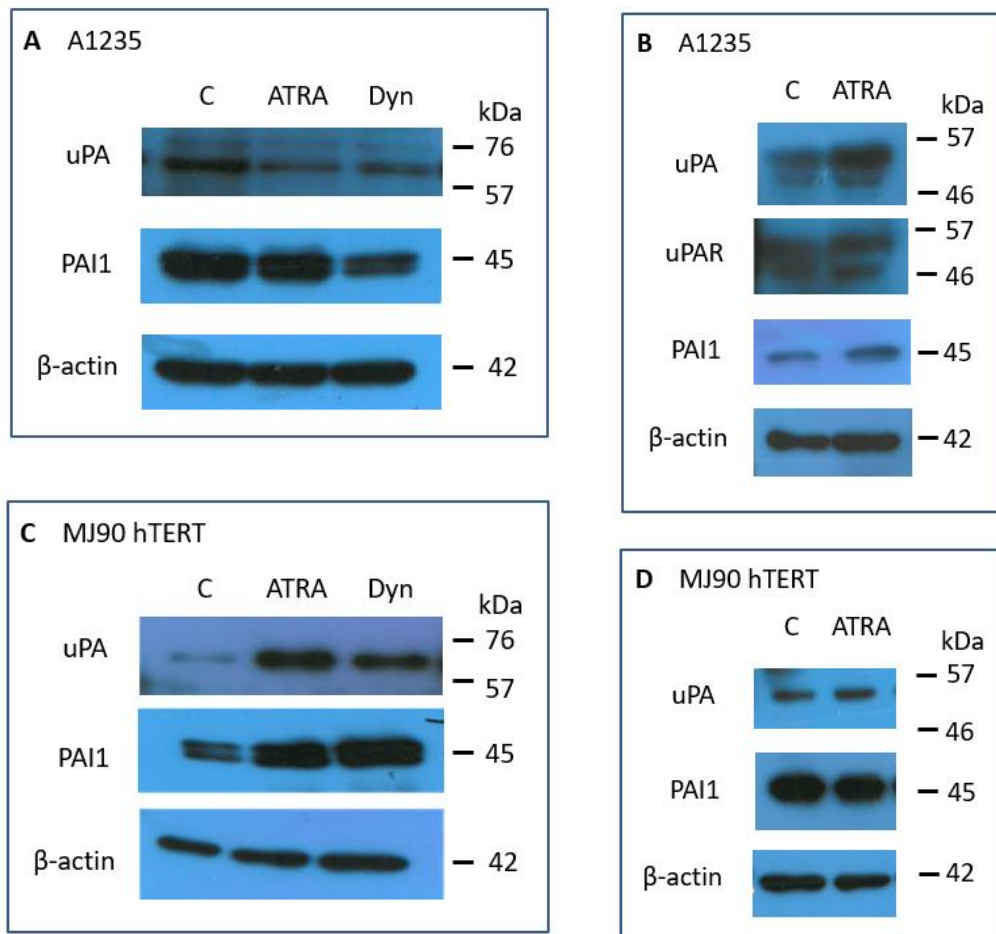 A A1235
C ATRA Dyn
kDa
uPA
76
57
PAI1
45
β-actin
42
B A1235
C ATRA
kDa
uPA
57
46
uPAR
57
46
PAI1
45
β-actin
42
C MJ90 hTERT
C ATRA Dyn
kDa
uPA
76
57
PAI1
45
β-actin
42
D MJ90 hTERT
C ATRA
kDa
uPA
57
46
PAI1
45
β-actin
42